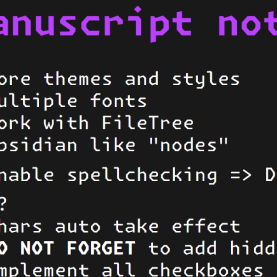 anuscript not
ore themes and styles
ultiple fonts
ork with FileTree
bsidian like "nodes"
nable spellchecking => D
?
hars auto take effect
O NOT FORGET to add hidd
mplement all checkboxes